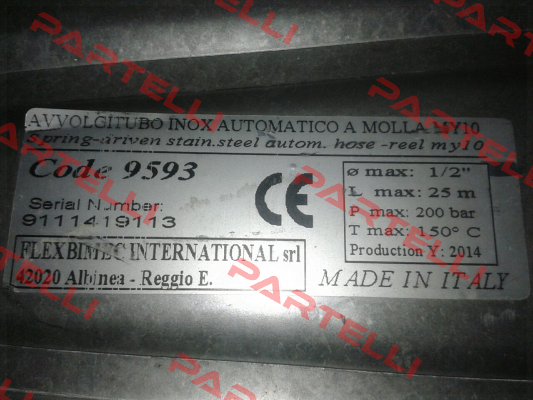 AVVOLGITUBO INOX AUTOMATICO A MOLLA MY10
Spring-driven stain.steel autom. hose -reel my10
Code 9593
Serial Number:
9111419113
FLEXBIMEC INTERNATIONAL srl
42020 Albinea - Reggio E.
CE
ø max: 1/2"
L max: 25 m
P max: 200 bar
T max: 150° C
Production Y: 2014
MADE IN ITALY
PARTELLI
PARTELLI
PARTELLI
PARTELLI
PARTELLI
PARTELLI